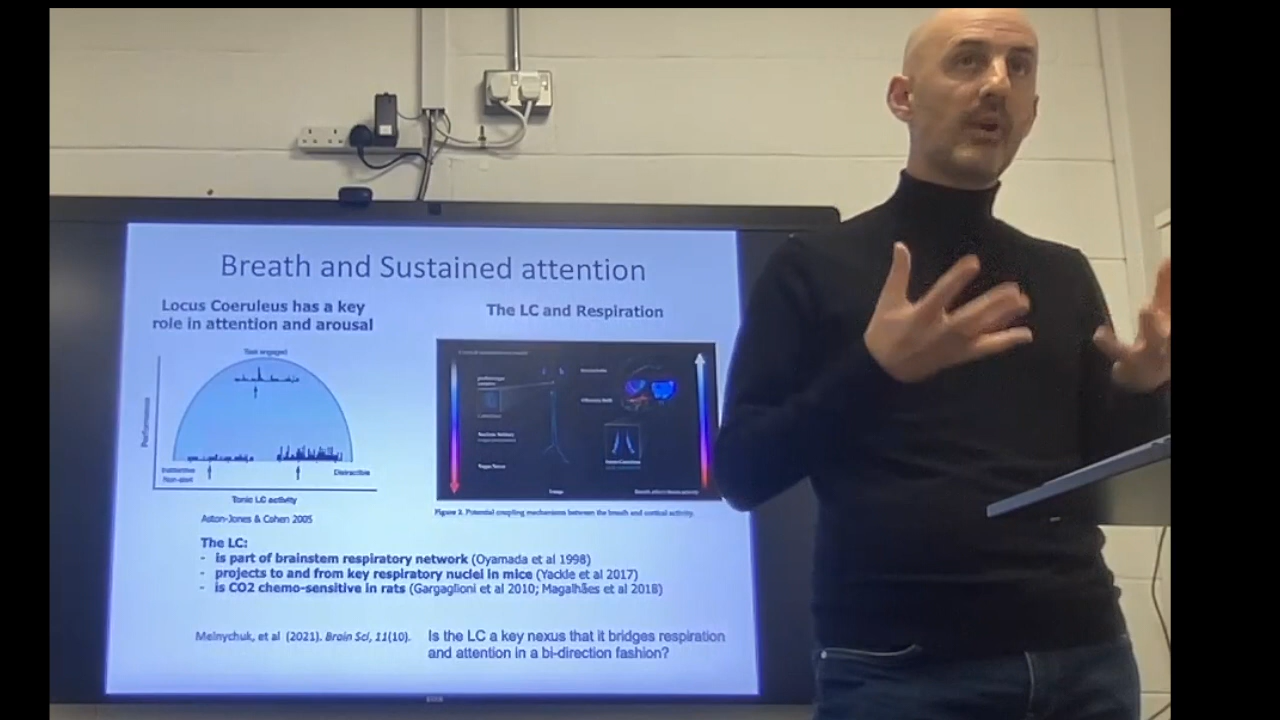 Breath and Sustained attention
Locus Coeruleus has a key
role in attention and arousal
The LC and Respiration
Task engaged
Performance
Inattentive
Non-alert
Distractible
Tonic LC activity
Aston-Jones & Cohen 2005
Vagus Nerve
Figure 2. Potential coupling mechanisms between the breath and cortical activity.
The LC:
- is part of brainstem respiratory network (Oyamada et al 1998)
- projects to and from key respiratory nuclei in mice (Yackle et al 2017)
- is CO2 chemo-sensitive in rats (Gargaglioni et al 2010; Magalhães et al 2018)
Melnychuk, et al (2021). Brain Sci, 11(10).
Is the LC a key nexus that it bridges respiration
and attention in a bi-direction fashion?